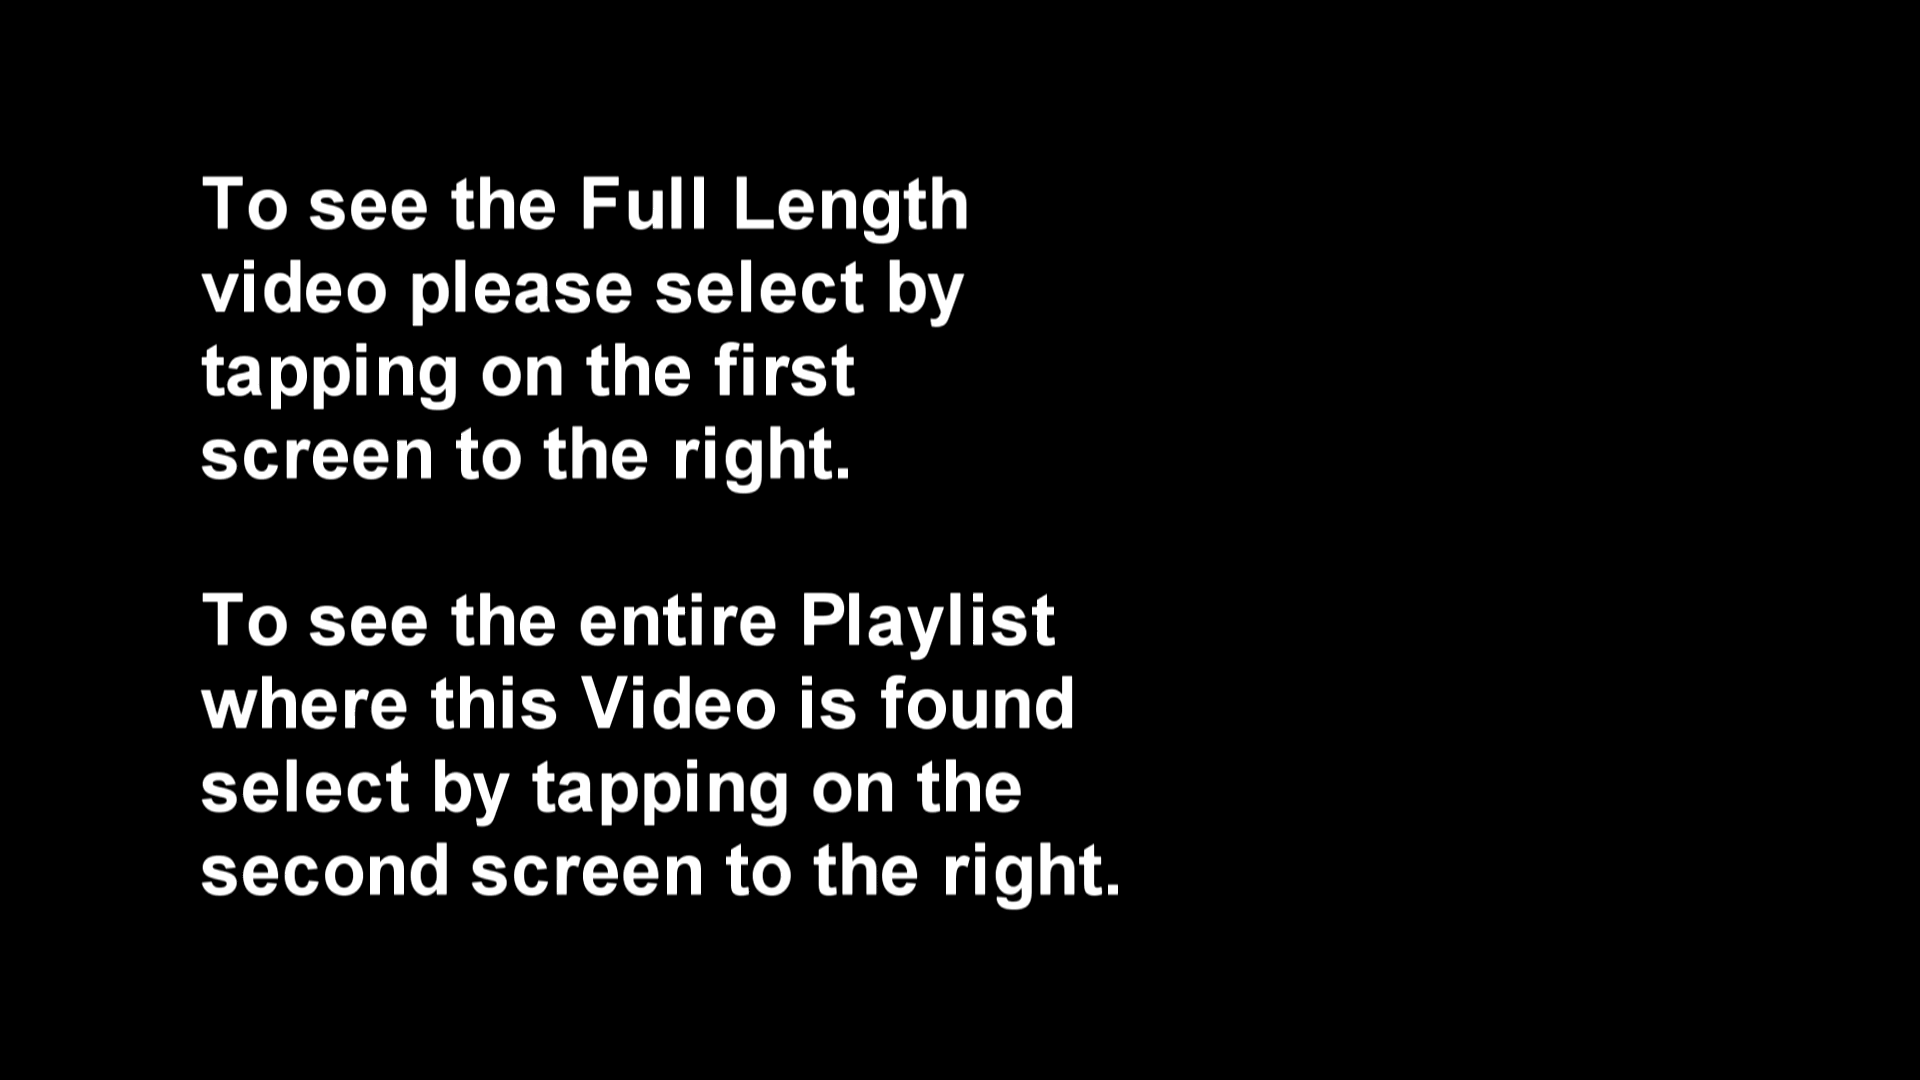 To see the Full Length
video please select by
tapping on the first
screen to the right.
To see the entire Playlist
where this Video is found
select by tapping on the
second screen to the right.